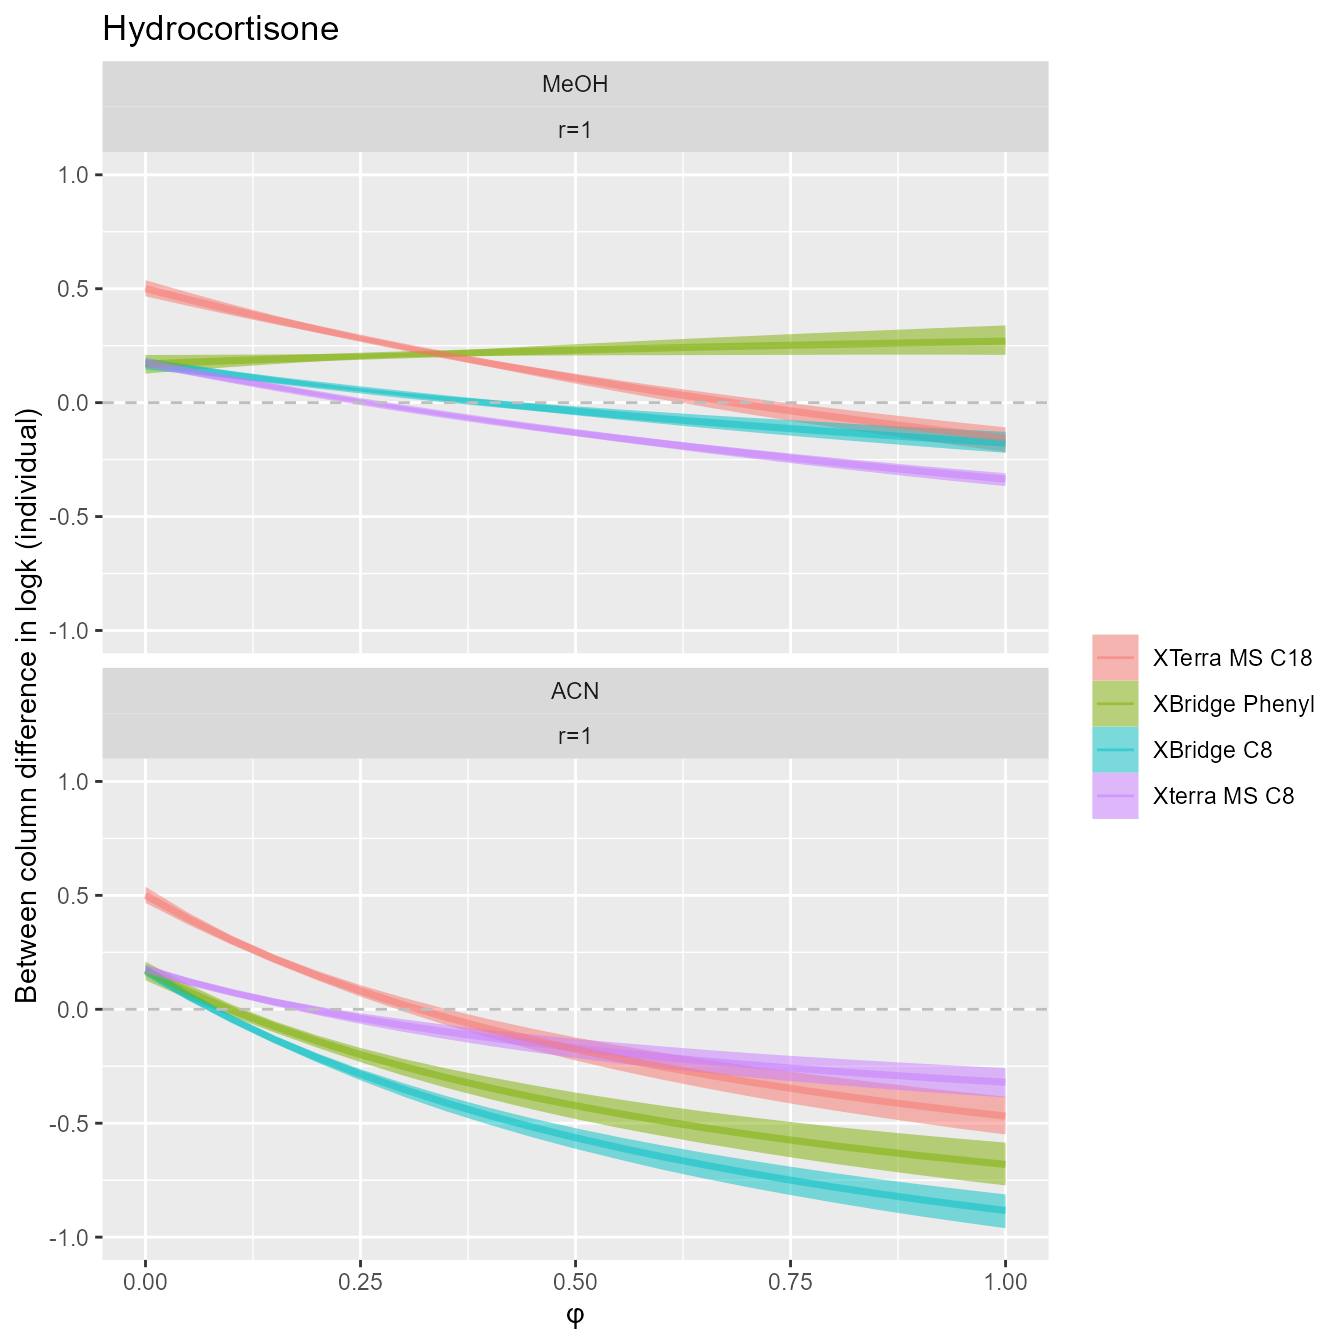 Hydrocortisone
MeOH
r=1
1.0
0.5
0.0
-0.5
-1.0
ACN
r=1
1.0
0.5
0.0
-0.5
-1.0
0.00 0.25 0.50 0.75 1.00
φ
Between column difference in logk (individual)
XTerra MS C18
XBridge Phenyl
XBridge C8
Xterra MS C8